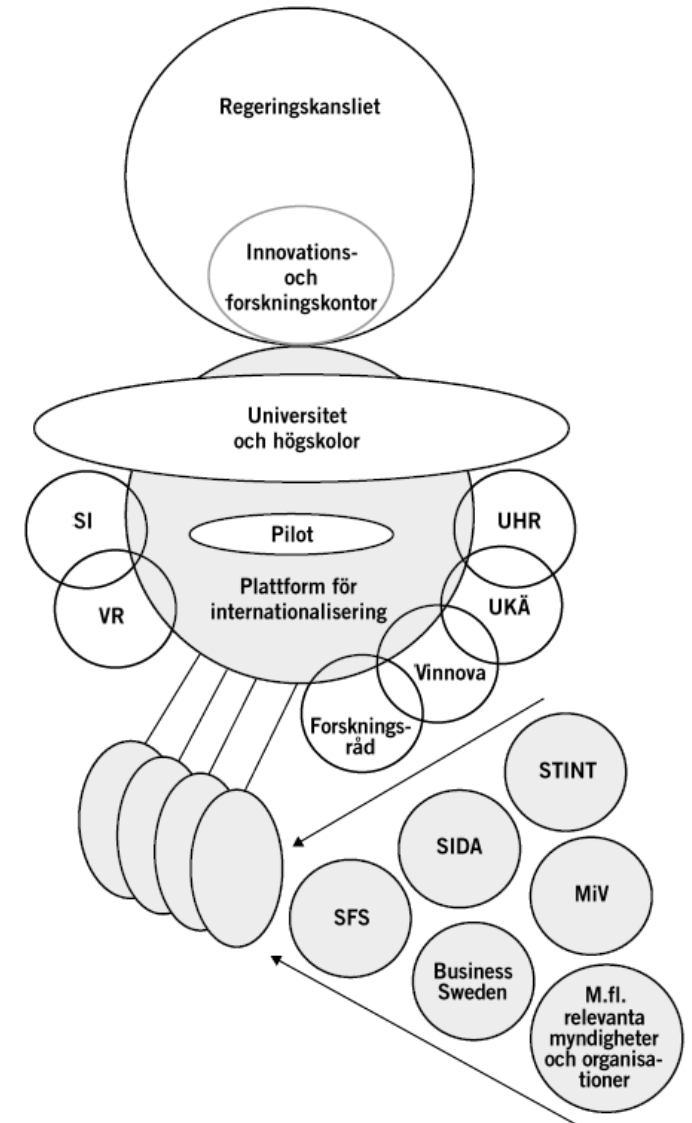 Regeringskansliet
Innovations-
och
forskningskontor
Universitet
och högskolor
SI
UHR
Pilot
Plattform för
internationalisering
VR
UKÄ
Vinnova
Forsknings-
råd
STINT
SIDA
MiV
SFS
Business
Sweden
M.fl.
relevanta
myndigheter
och organisa-
tioner